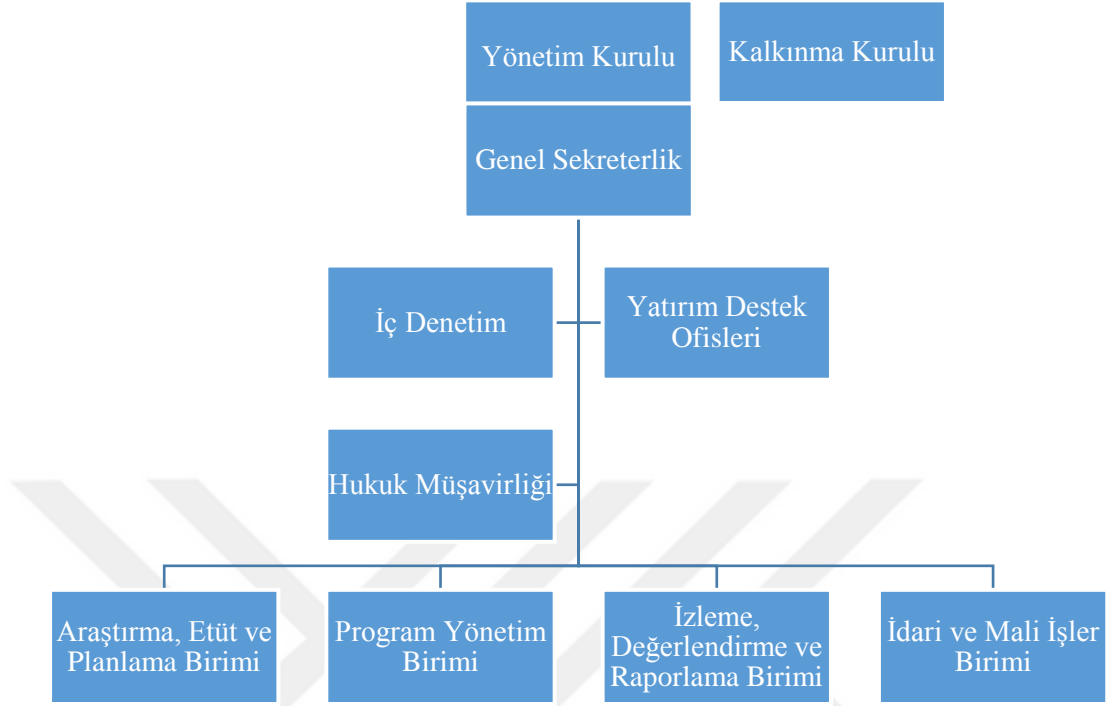 Yönetim Kurulu
Kalkınma Kurulu
Genel Sekreterlik
İç Denetim
Yatırım Destek
Ofisleri
Hukuk Müşavirliği
Araştırma, Etüt ve
Planlama Birimi
Program Yönetim
Birimi
İzleme,
Değerlendirme ve
Raporlama Birimi
İdari ve Mali İşler
Birimi